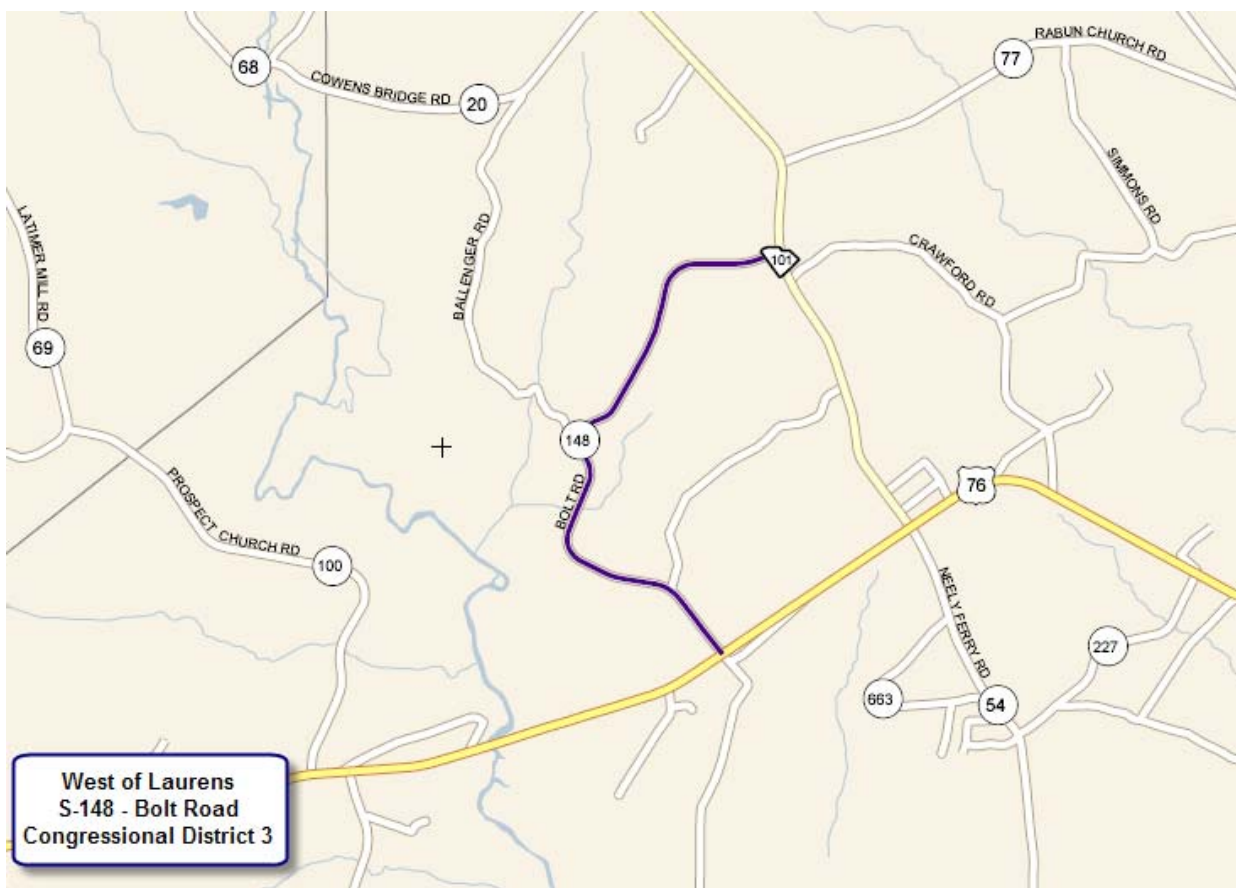 RABUN CHURCH RD
77
68
COWENS BRIDGE RD
20
SIMMONS RD
LATIMER MILL RD
BALLENGER RD
CRAWFORD RD
101
69
148
76
BOLT RD
PROSPECT CHURCH RD
100
NEELY FERRY RD
227
663
54
West of Laurens
S-148 - Bolt Road
Congressional District 3